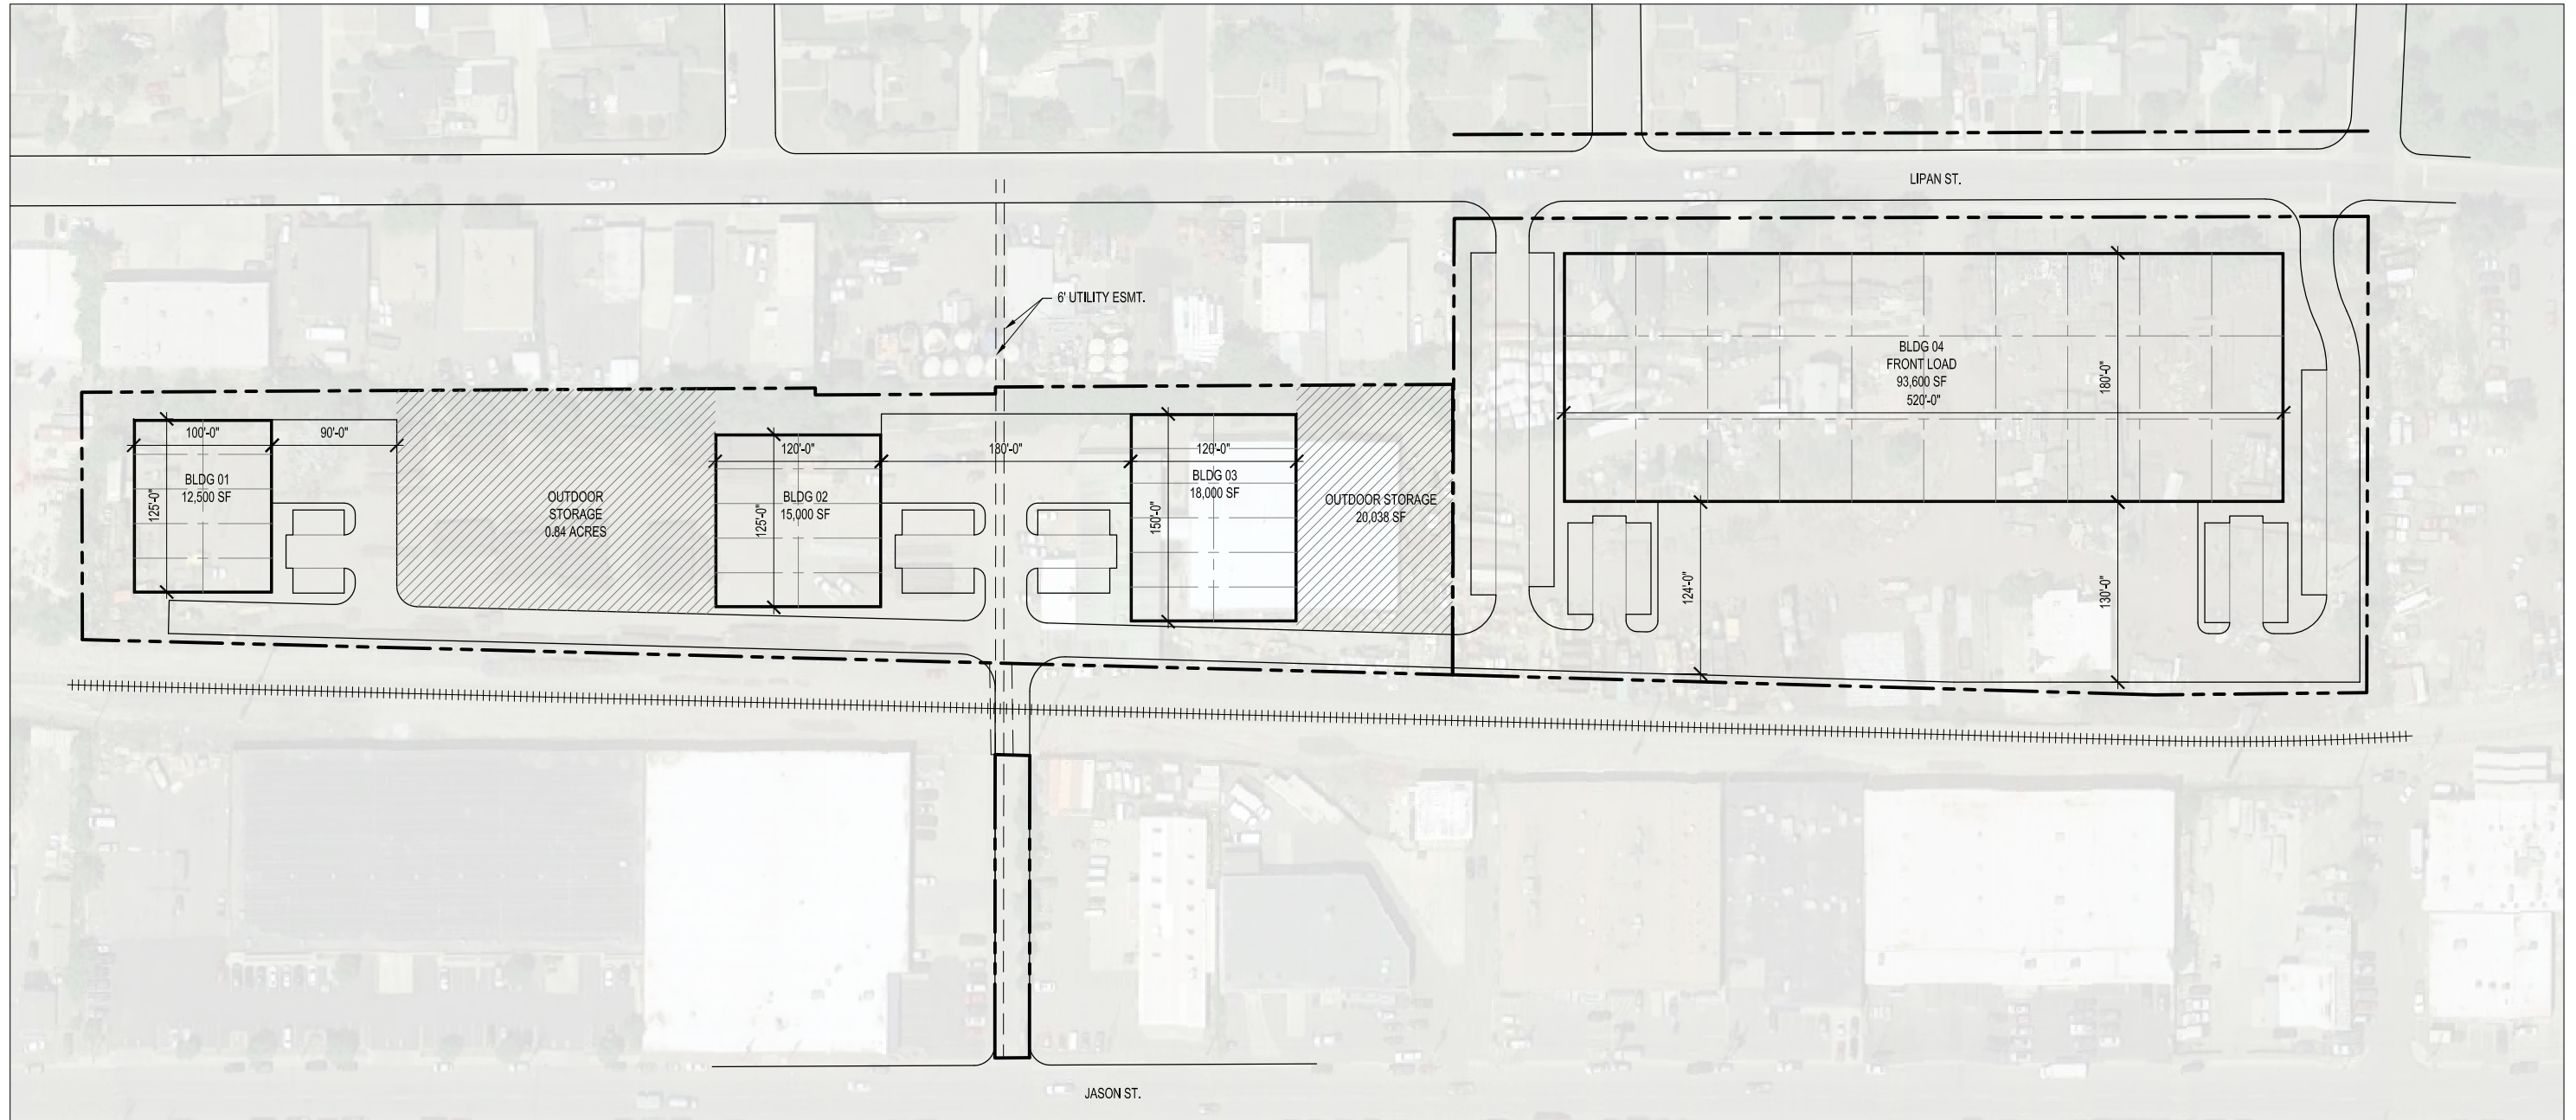 LIPAN ST.
6' UTILITY ESMT.
BLDG 04
FRONT LOAD
93,600 SF
520'-0"
180'-0"
100'-0"
90'-0"
120'-0"
180'-0"
120'-0"
BLDG 01
12,500 SF
125'-0"
OUTDOOR
STORAGE
0.84 ACRES
BLDG 02
15,000 SF
125'-0"
BLDG 03
18,000 SF
150'-0"
OUTDOOR STORAGE
20,038 SF
124'-0"
130'-0"
JASON ST.